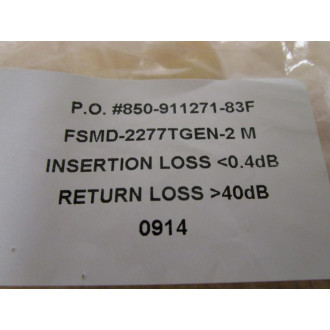 P.O. #850-911271-83F
FSMD-2277TGEN-2 M
INSERTION LOSS <0.4dB
RETURN LOSS >40dB
0914